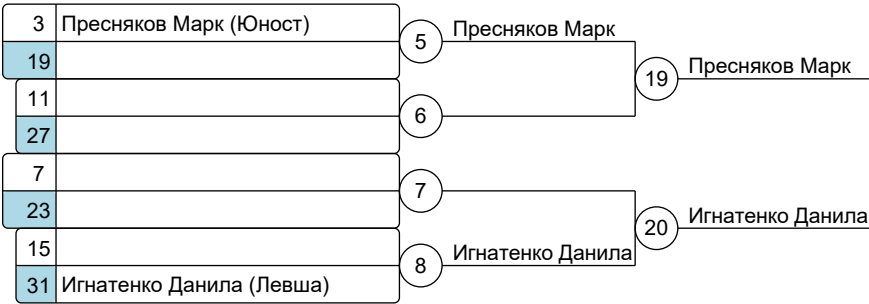 3 Пресняков Марк (Юност)
5 Пресняков Марк
19
19 Пресняков Марк
11
6
27
7
7
23
20 Игнатенко Данила
15
8 Игнатенко Данила
31 Игнатенко Данила (Левша)